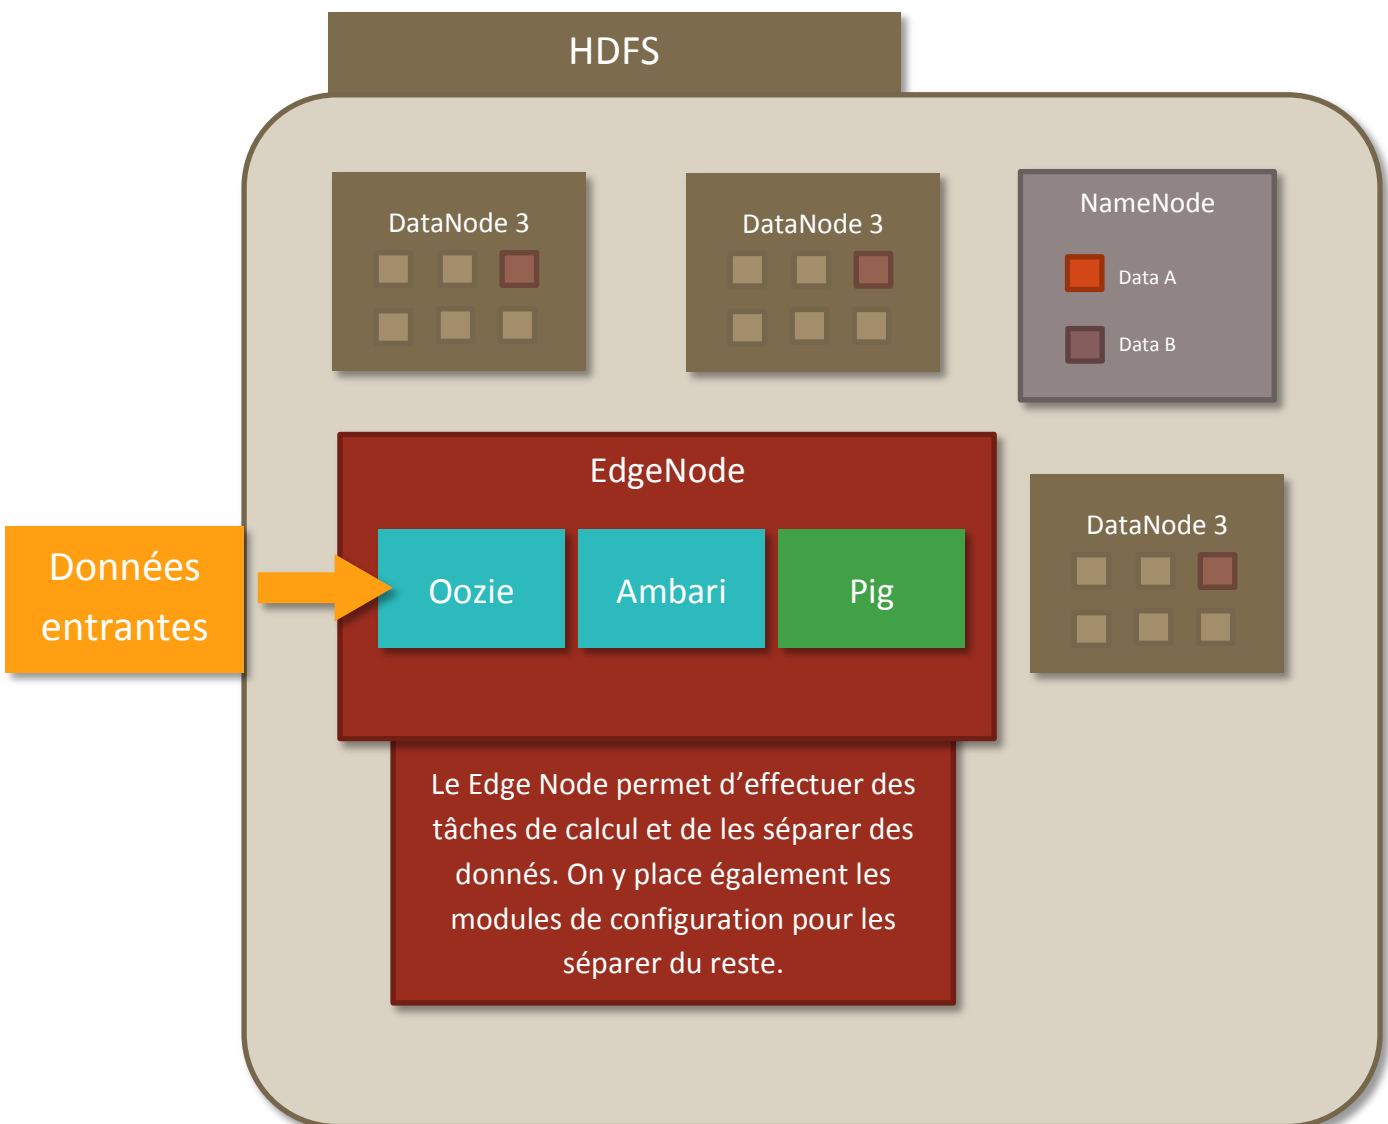 HDFS
DataNode 3
DataNode 3
NameNode
Data A
Data B
EdgeNode
Données
entrantes
Oozie
Ambari
Pig
DataNode 3
Le Edge Node permet d’effectuer des
tâches de calcul et de les séparer des
donnés. On y place également les
modules de configuration pour les
séparer du reste.